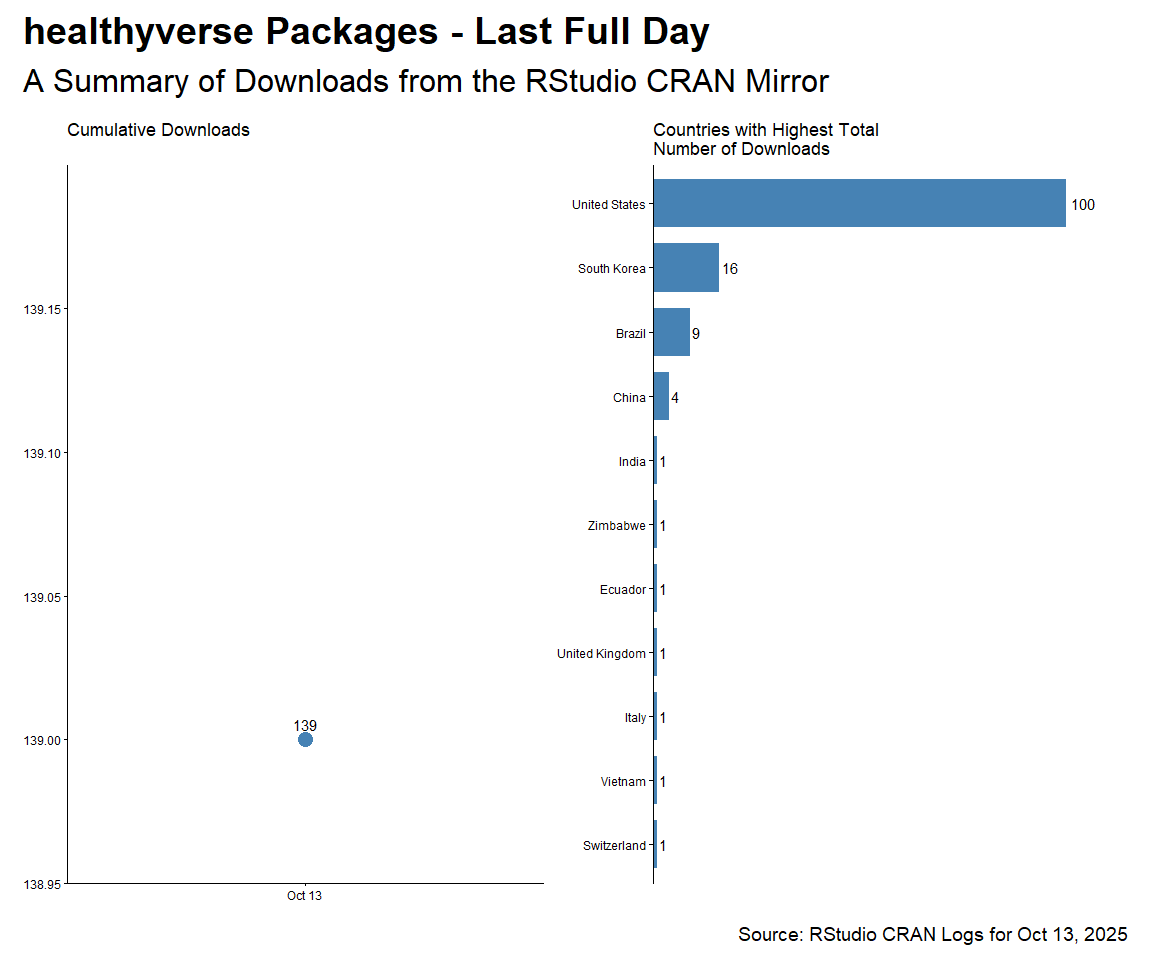 healthyverse Packages - Last Full Day
A Summary of Downloads from the RStudio CRAN Mirror
Cumulative Downloads
139.15
139.10
139.05
139.00
138.95
139
Oct 13
Countries with Highest Total
Number of Downloads
United States 100
South Korea 16
Brazil 9
China 4
India 1
Zimbabwe 1
Ecuador 1
United Kingdom 1
Italy 1
Vietnam 1
Switzerland 1
Source: RStudio CRAN Logs for Oct 13, 2025